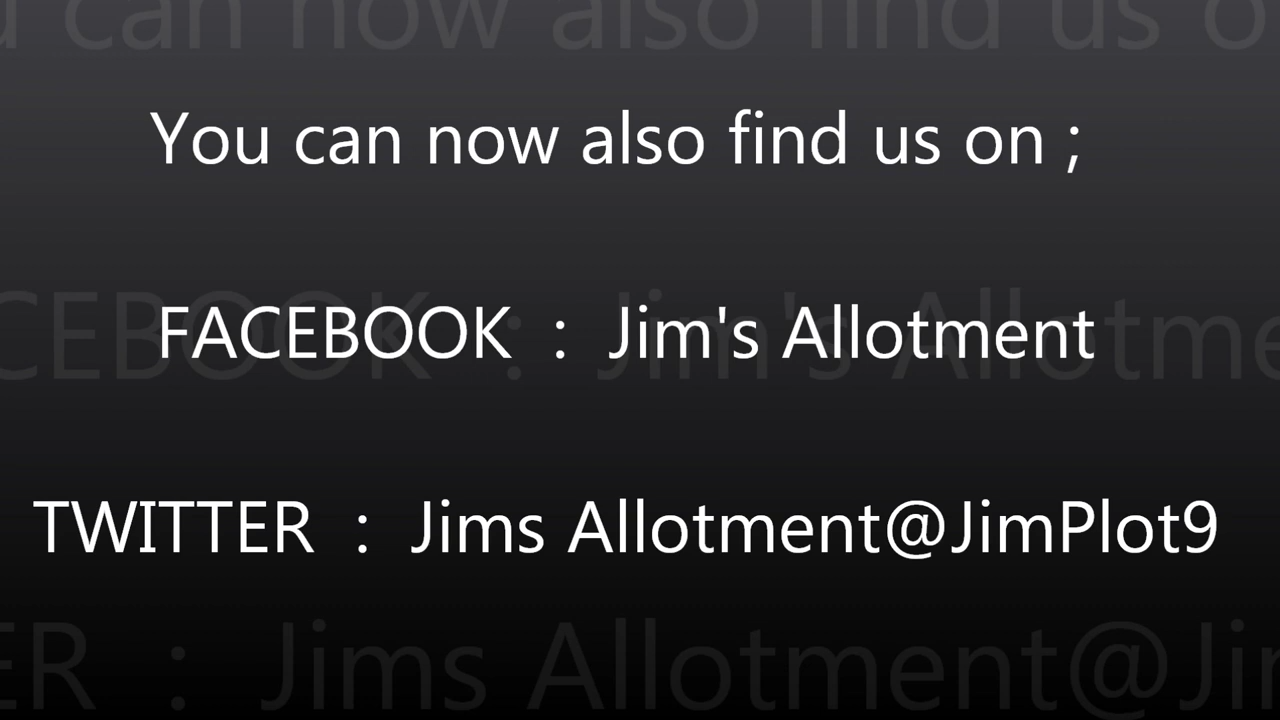 You can now also find us on ;
FACEBOOK : Jim's Allotment
TWITTER : Jims Allotment@JimPlot9